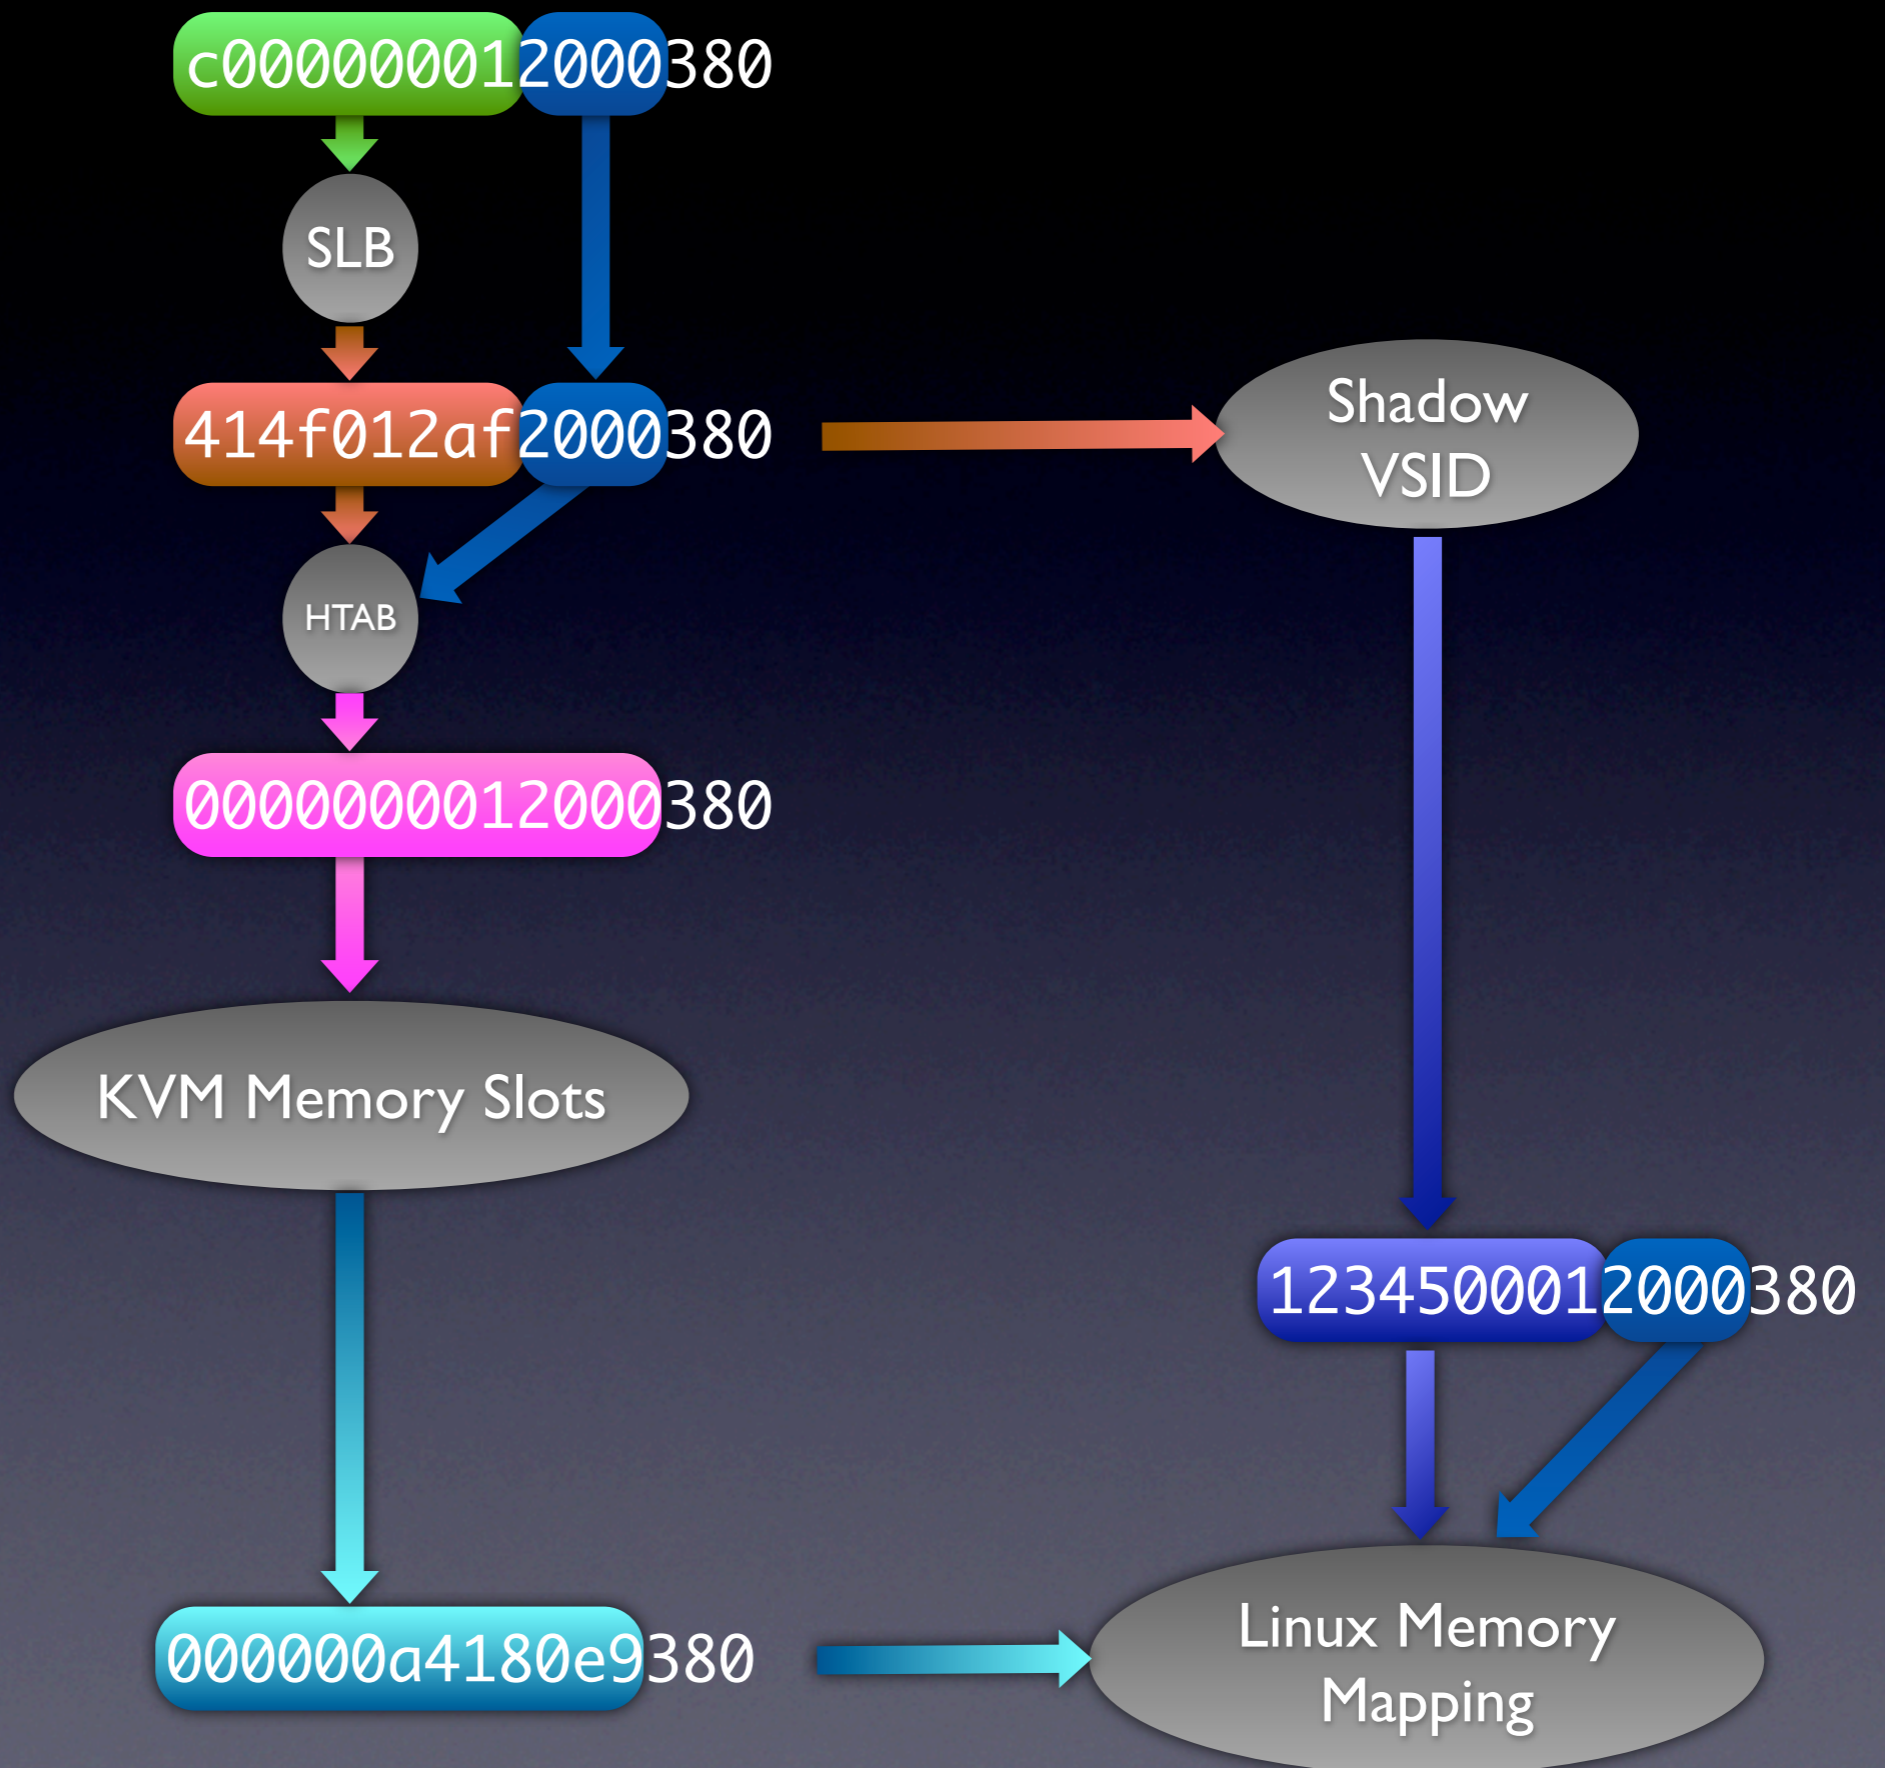 c000000012000380
SLB
414f012af2000380
Shadow
VSID
HTAB
0000000012000380
KVM Memory Slots
1234500012000380
000000a4180e9380
Linux Memory
Mapping